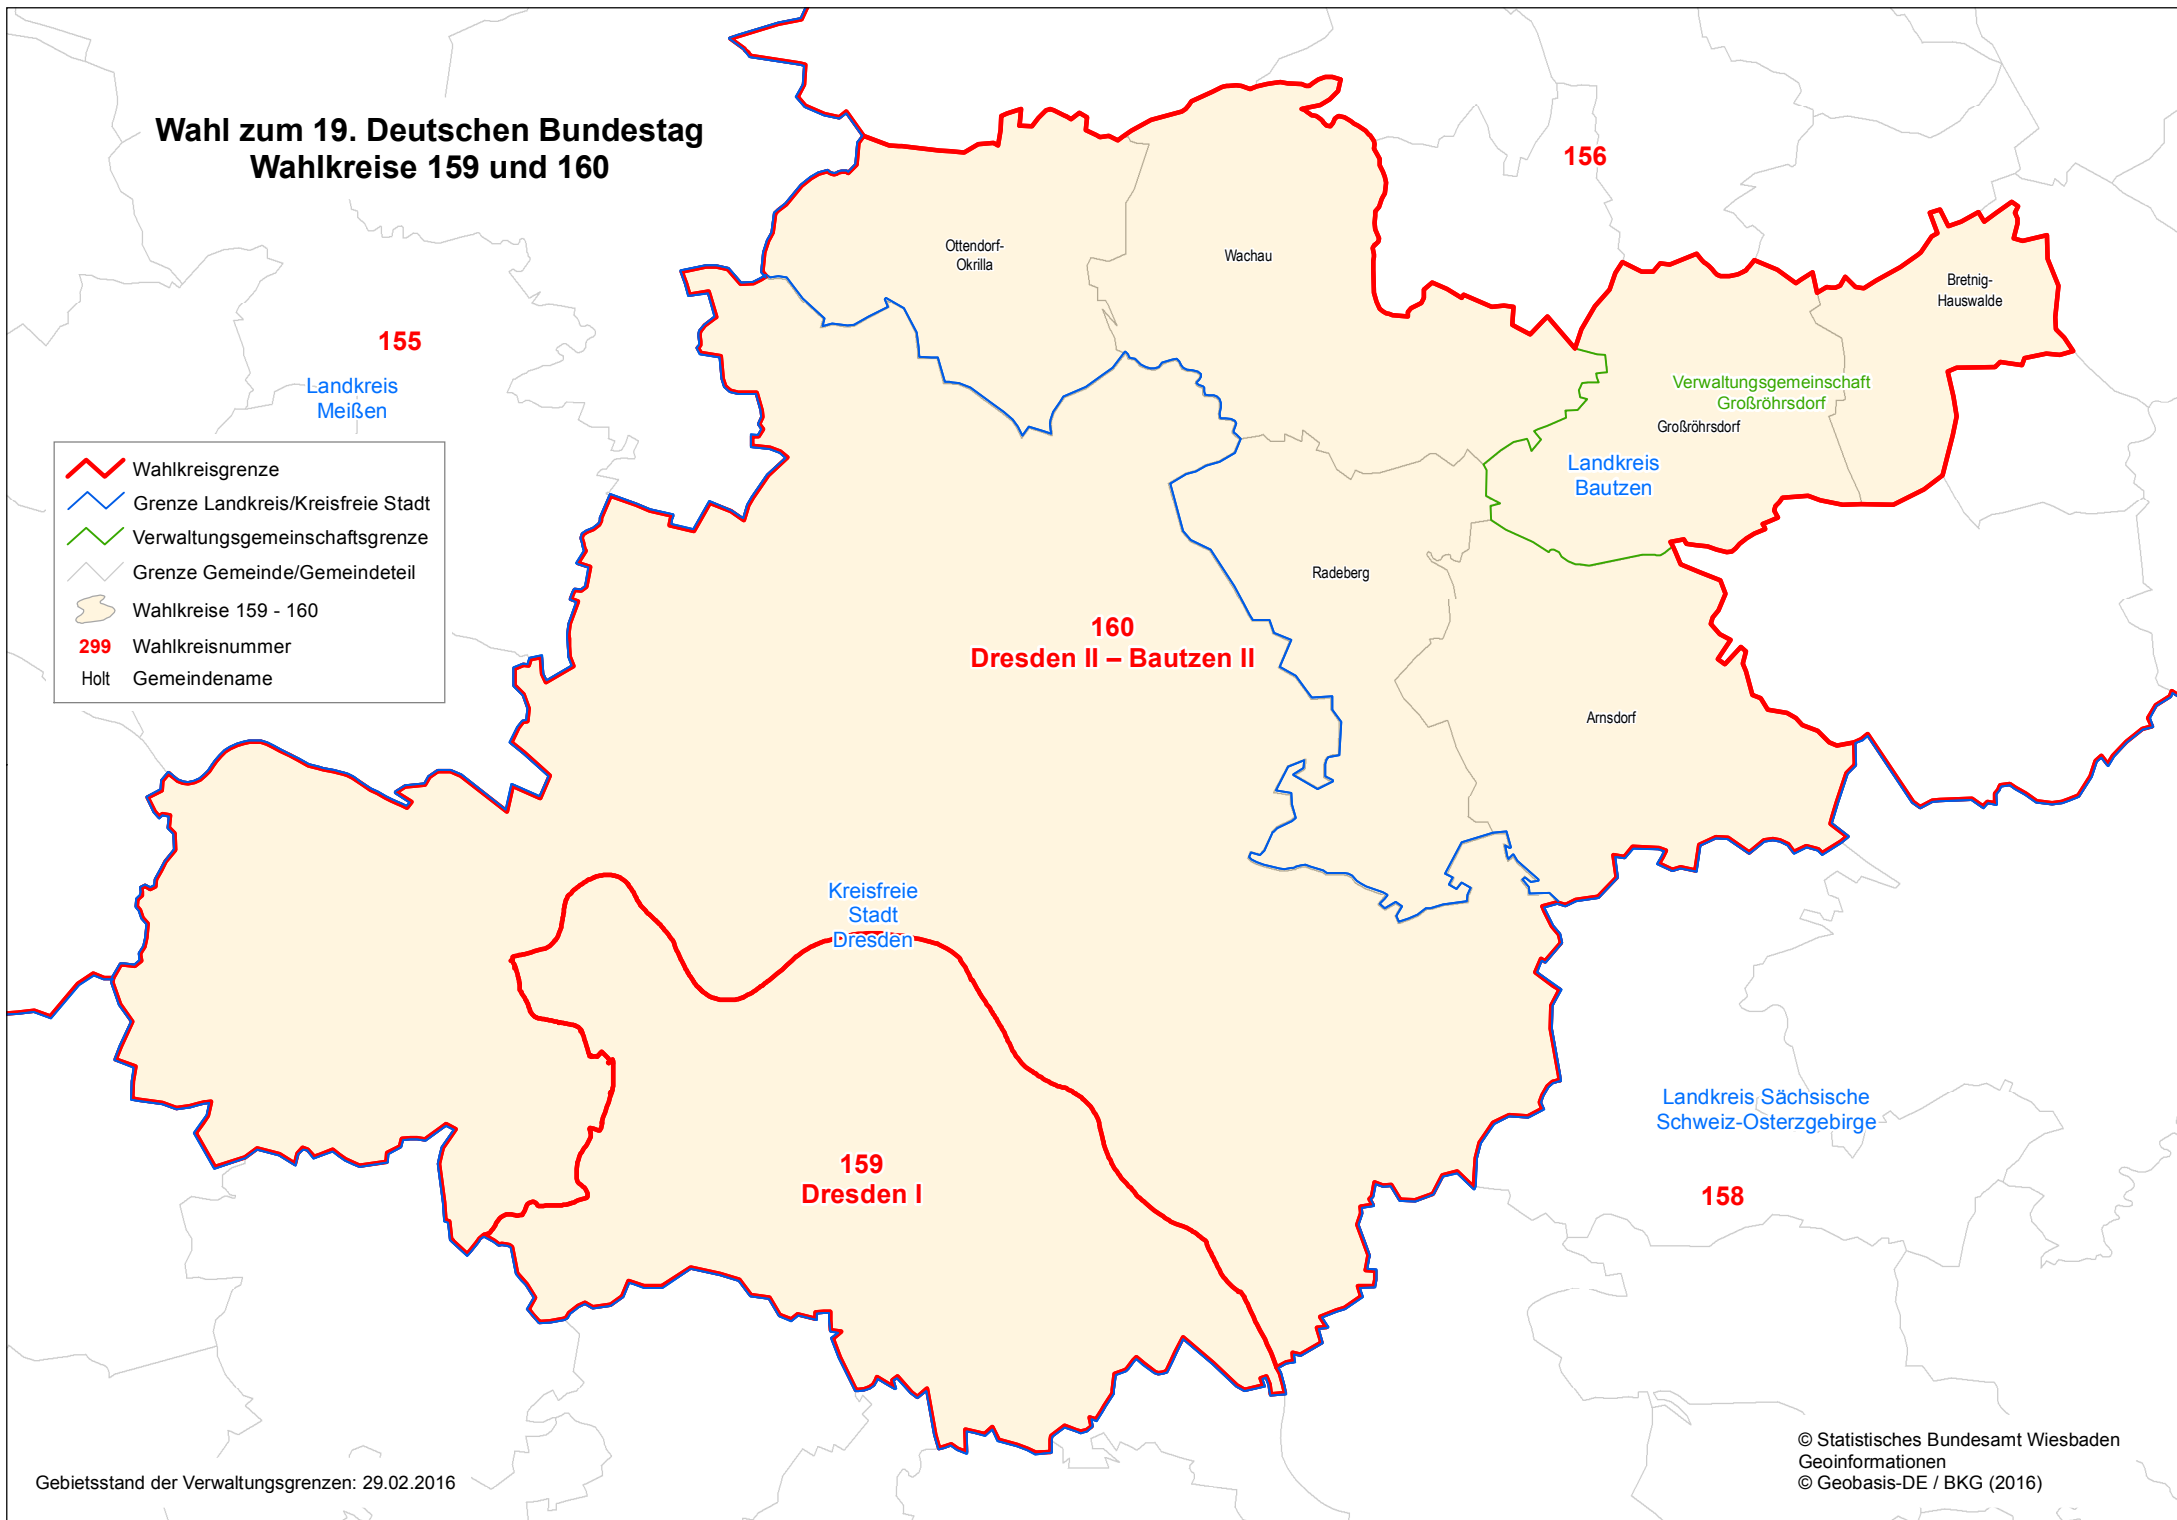 Wahl zum 19. Deutschen Bundestag
Wahlkreise 159 und 160
156
Ottendorf-
Okrilla
Wachau
Bretnig-
Hauswalde
155
Landkreis
Meißen
Verwaltungsgemeinschaft
Großröhrsdorf
Großröhrsdorf
Landkreis
Bautzen
Wahlkreisgrenze
Grenze Landkreis/Kreisfreie Stadt
Verwaltungsgemeinschaftsgrenze
Grenze Gemeinde/Gemeindeteil
Wahlkreise 159 - 160
299 Wahlkreisnummer
Holt Gemeindename
Radeberg
160
Dresden II – Bautzen II
Arnsdorf
Kreisfreie
Stadt
Dresden
Landkreis Sächsische
Schweiz-Osterzgebirge
159
Dresden I
158
Gebietsstand der Verwaltungsgrenzen: 29.02.2016
© Statistisches Bundesamt Wiesbaden
Geoinformationen
© Geobasis-DE / BKG (2016)